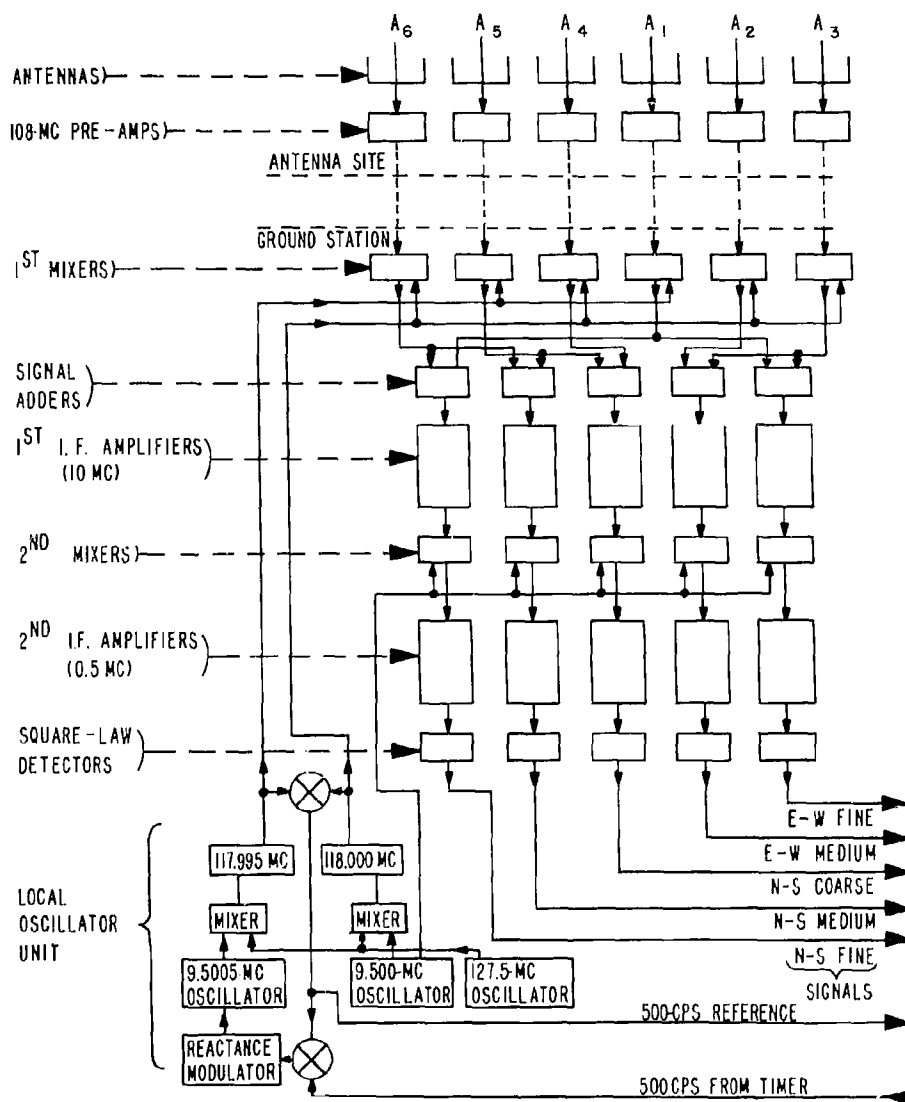 A6 A5 A4 A1 A2 A3
ANTENNAS)
108-MC PRE-AMPS)
ANTENNA SITE
GROUND STATION
1ST MIXERS)
SIGNAL
ADDERS
1ST I.F. AMPLIFIERS
(10 MC)
2ND MIXERS)
2ND I.F. AMPLIFIERS
(0.5 MC)
SQUARE-LAW
DETECTORS
E-W FINE
E-W MEDIUM
N-S COARSE
N-S MEDIUM
N-S FINE
SIGNALS
LOCAL
OSCILLATOR
UNIT
117.995 MC
118.000 MC
MIXER
MIXER
9.5005-MC
OSCILLATOR
9.500-MC
OSCILLATOR
127.5-MC
OSCILLATOR
REACTANCE
MODULATOR
500-CPS REFERENCE
500 CPS FROM TIMER